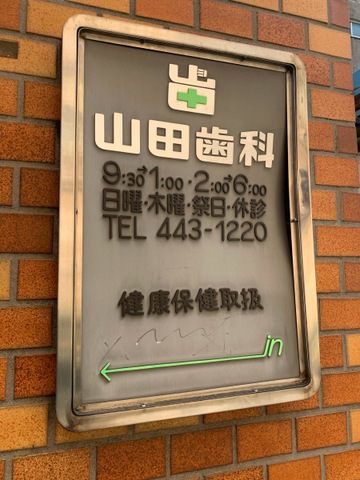 山田歯科
9:30~1:00・2:00~6:00
日曜・木曜・祭日・休診
TEL 443-1220
健康保健取扱
in